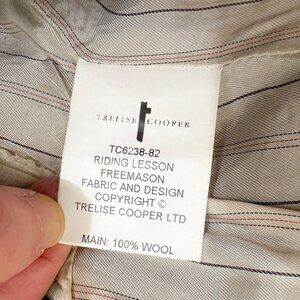 TRELISE COOPER
TC6238-82
RIDING LESSON
FREEMASON
FABRIC AND DESIGN
COPYRIGHT ©
TRELISE COOPER LTD
MAIN: 100% WOOL